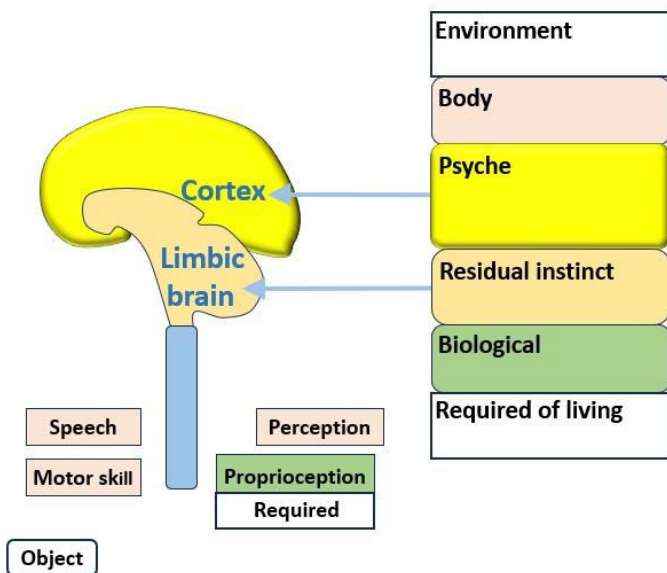 Environment
Body
Psyche
Cortex
Limbic
brain
Residual instinct
Biological
Required of living
Speech
Perception
Motor skill
Proprioception
Required
Object